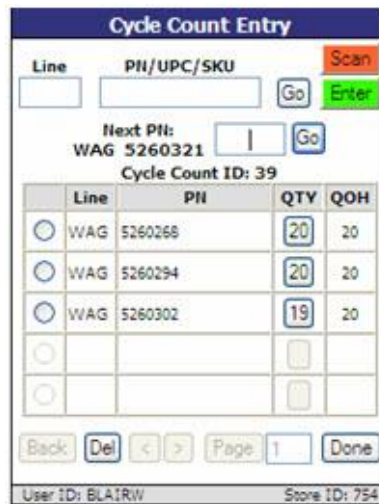 Cycle Count Entry
Line PN/UPC/SKU Scan
Go Enter
Next PN:
WAG 5260321 Go
Cycle Count ID: 39
Line PN QTY QOH
WAG 5260268 20 20
WAG 5260294 20 20
WAG 5260302 19 20
Back Del < > Page 1 Done
User ID: BLAIRW Store ID: 754